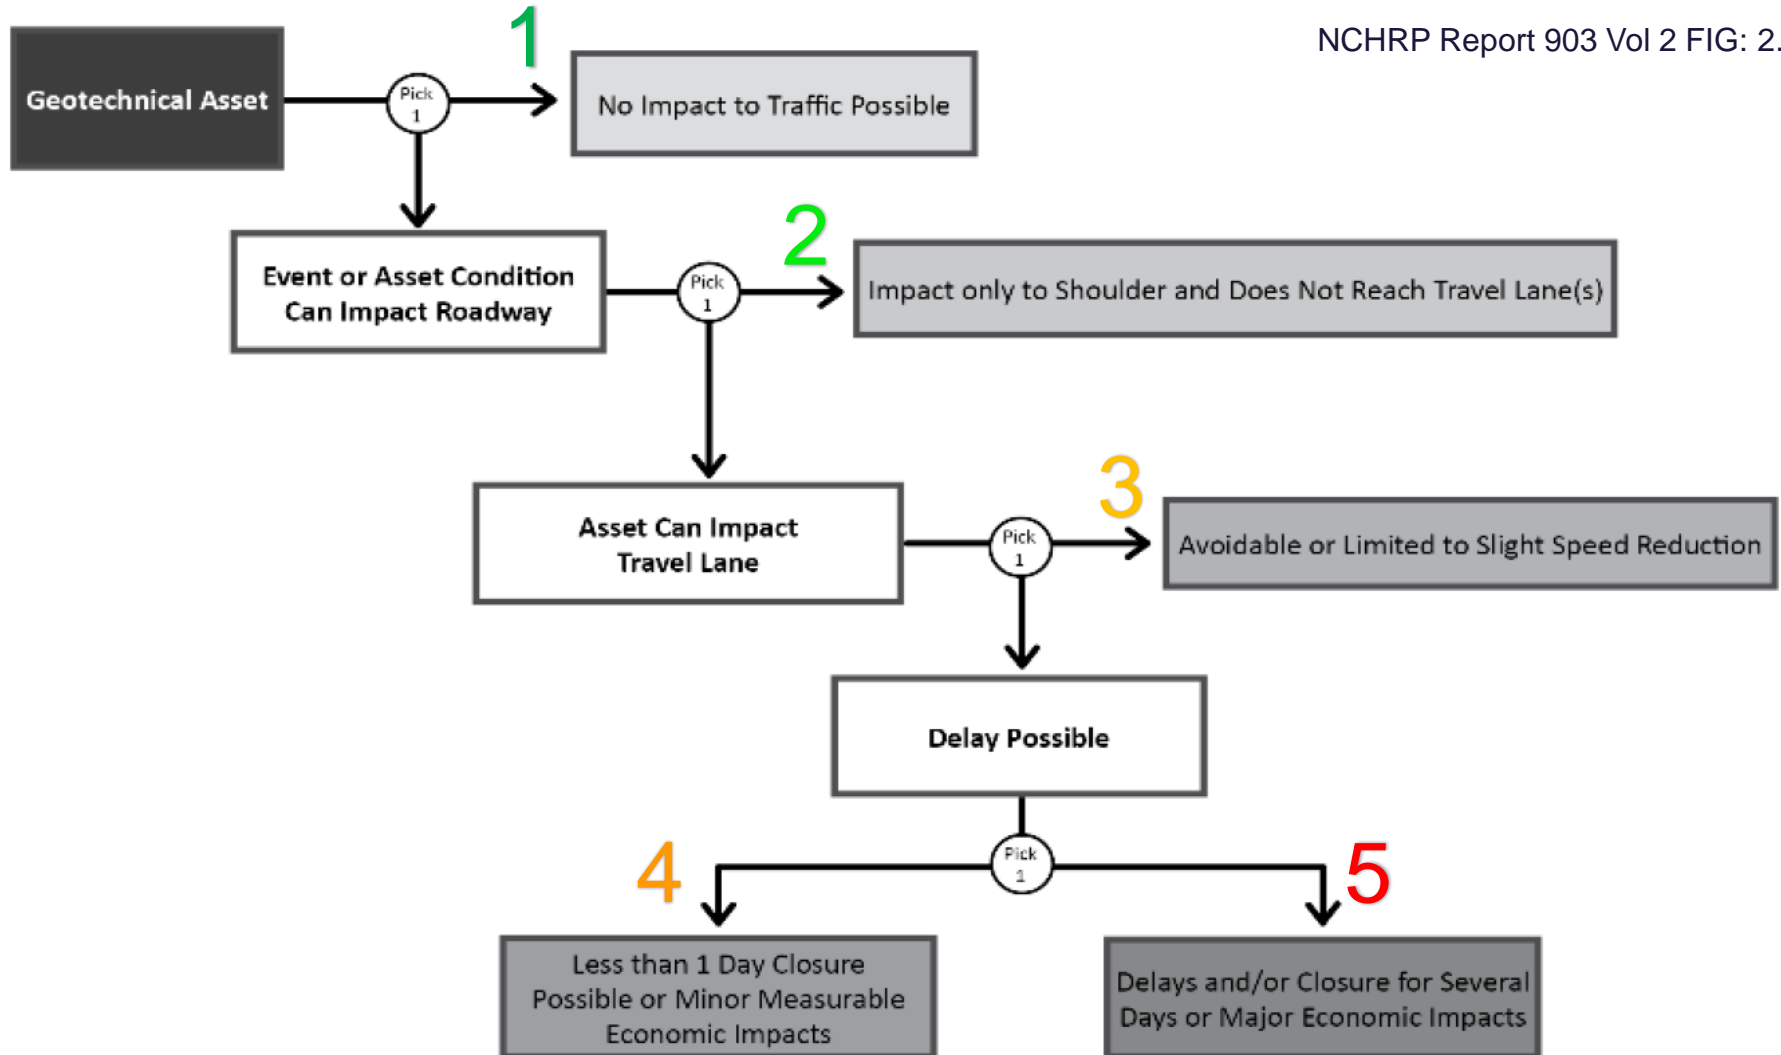 1
NCHRP Report 903 Vol 2 FIG: 2.
Geotechnical Asset
Pick
1
No Impact to Traffic Possible
2
Event or Asset Condition
Can Impact Roadway
Pick
1
Impact only to Shoulder and Does Not Reach Travel Lane(s)
3
Asset Can Impact
Travel Lane
Pick
1
Avoidable or Limited to Slight Speed Reduction
Delay Possible
Pick
1
4
5
Less than 1 Day Closure
Possible or Minor Measurable
Economic Impacts
Delays and/or Closure for Several
Days or Major Economic Impacts